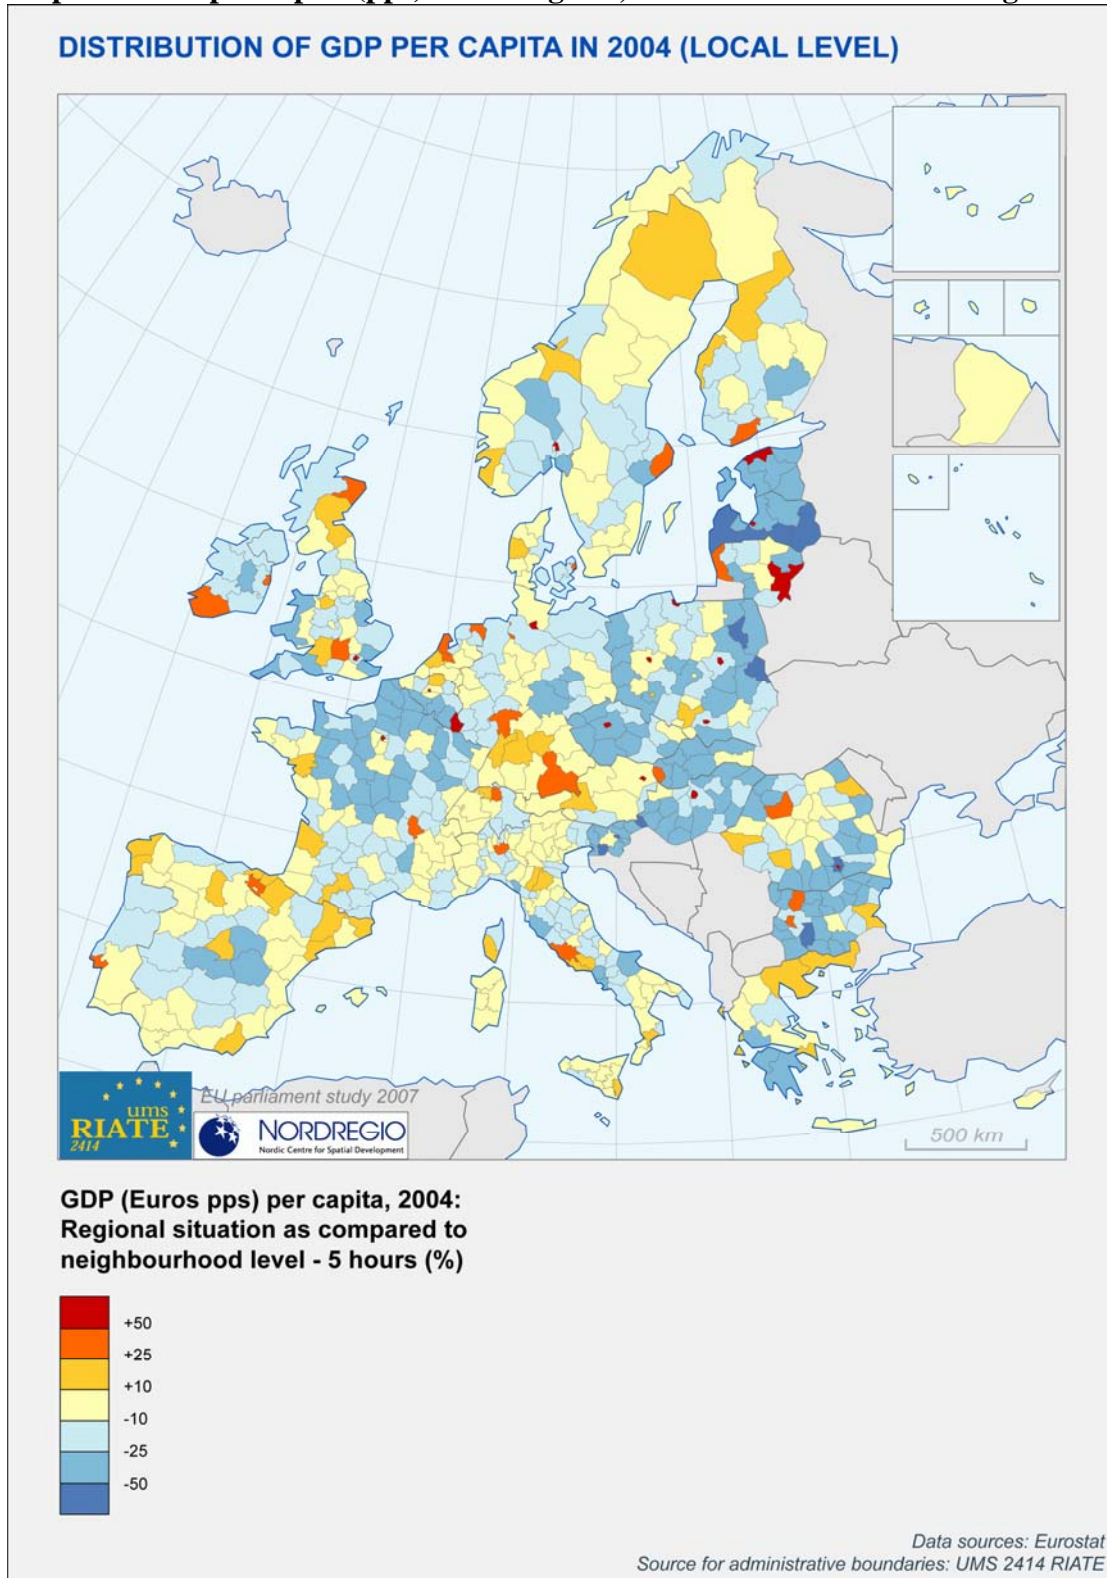 DISTRIBUTION OF GDP PER CAPITA IN 2004 (LOCAL LEVEL)
EU parliament study 2007
ums
RIATE
2414
NORDREGIO
Nordic Centre for Spatial Development
500 km
GDP (Euros pps) per capita, 2004:
Regional situation as compared to
neighbourhood level - 5 hours (%)
+50
+25
+10
-10
-25
-50
Data sources: Eurostat
Source for administrative boundaries: UMS 2414 RIATE